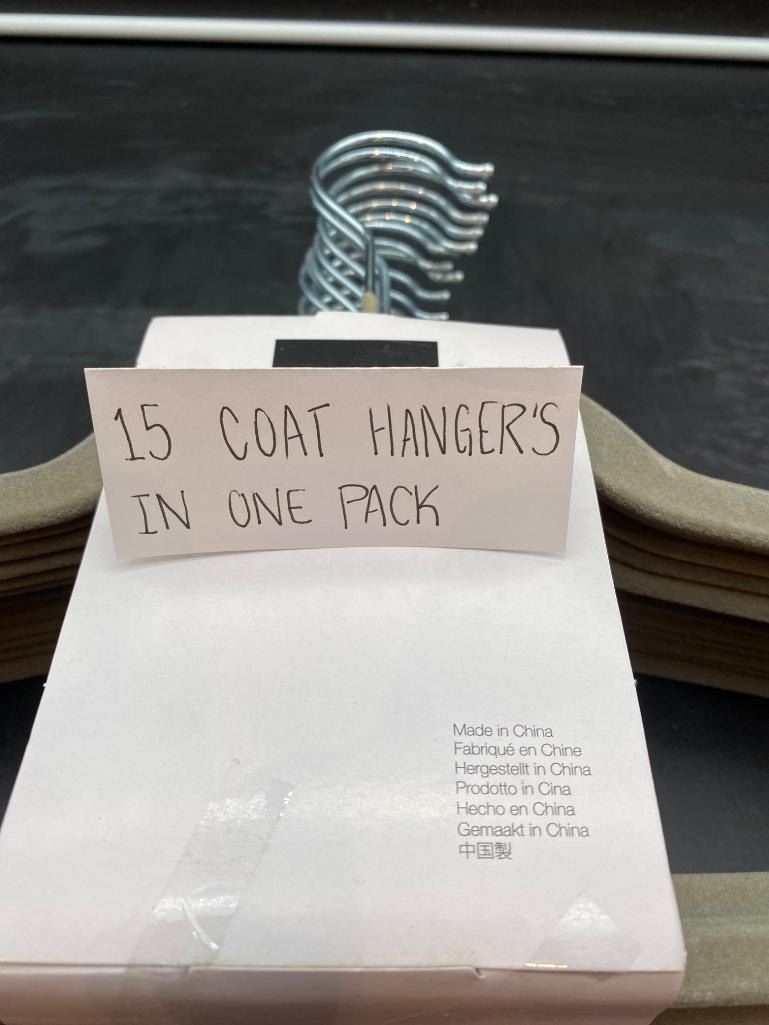 15 COAT HANGER'S
IN ONE PACK
Made in China
Fabriqué en Chine
Hergestellt in China
Prodotto in Cina
Hecho en China
Gemaakt in China
中国製